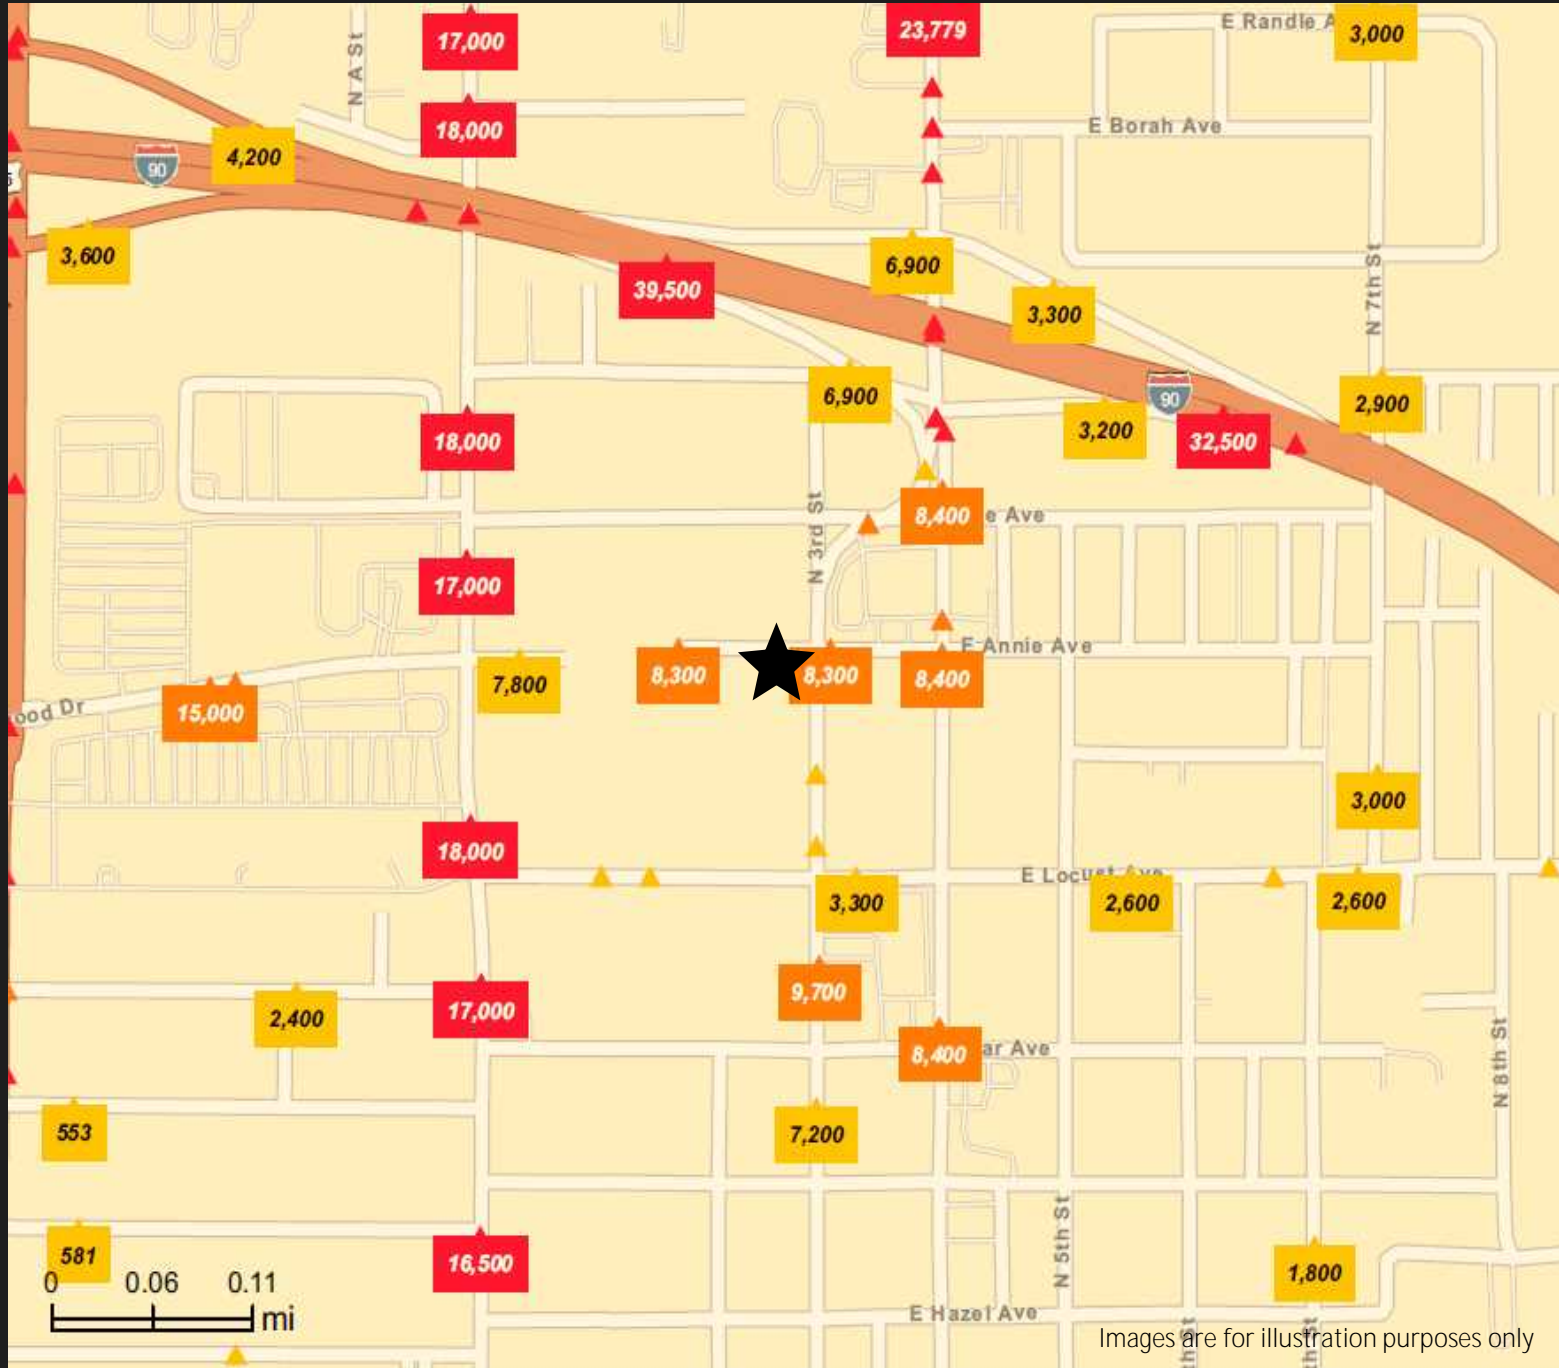 17,000
23,779
E Randle A
3,000
N A St
18,000
E Borah Ave
4,200
90
3,600
6,900
39,500
3,300
N 7th St
6,900
90
2,900
3,200
32,500
18,000
8,400
e Ave
N 3rd St
17,000
E Annie Ave
8,300
8,300
8,400
7,800
ood Dr
15,000
3,000
18,000
E Locust Ave
3,300
2,600
2,600
9,700
17,000
2,400
8,400
ar Ave
N 8th St
553
7,200
N 5th St
581
16,500
1,800
0 0.06 0.11
mi
E Hazel Ave
Images are for illustration purposes only
th St
th St